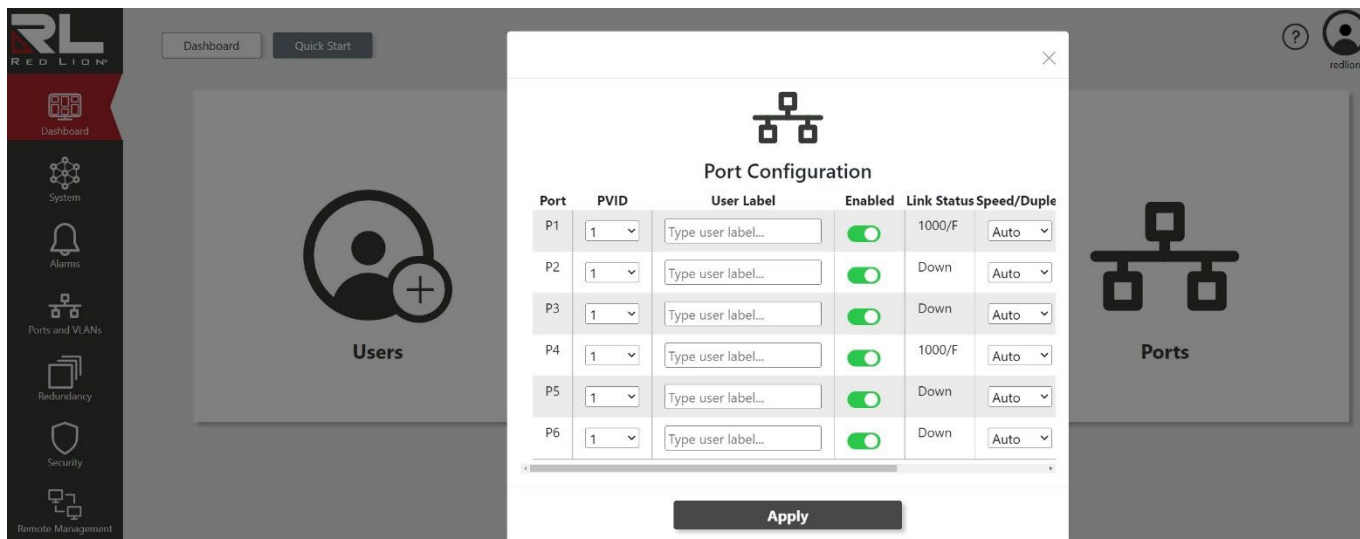 RL
RED LION
Dashboard Quick Start
?
redlion
Dashboard
System
Alarms
Ports and VLANs
Redundancy
Security
Remote Management
Users
Port Configuration
Port PVID User Label Enabled Link Status Speed/Duple
P1 1 Type user label... 1000/F Auto
P2 1 Type user label... Down Auto
P3 1 Type user label... Down Auto
P4 1 Type user label... 1000/F Auto
P5 1 Type user label... Down Auto
P6 1 Type user label... Down Auto
Apply
Ports